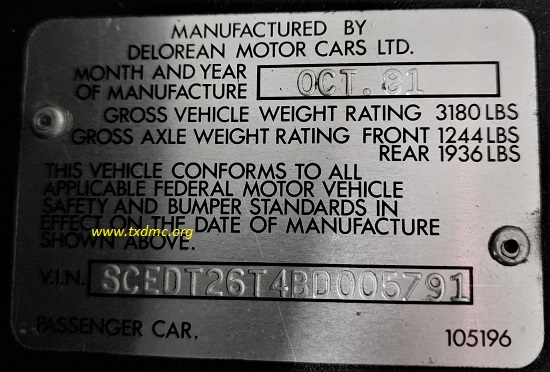 MANUFACTURED BY
DELOREAN MOTOR CARS LTD.
MONTH AND YEAR
OF MANUFACTURE OCT.81
GROSS VEHICLE WEIGHT RATING 3180 LBS
GROSS AXLE WEIGHT RATING FRONT 1244 LBS
REAR 1936 LBS
THIS VEHICLE CONFORMS TO ALL
APPLICABLE FEDERAL MOTOR VEHICLE
SAFETY AND BUMPER STANDARDS IN
EFFECT ON THE DATE OF MANUFACTURE
www.txdmc.org
SHOWN ABOVE.
V.I.N. SCEDT26T4BD005791
PASSENGER CAR. 105196